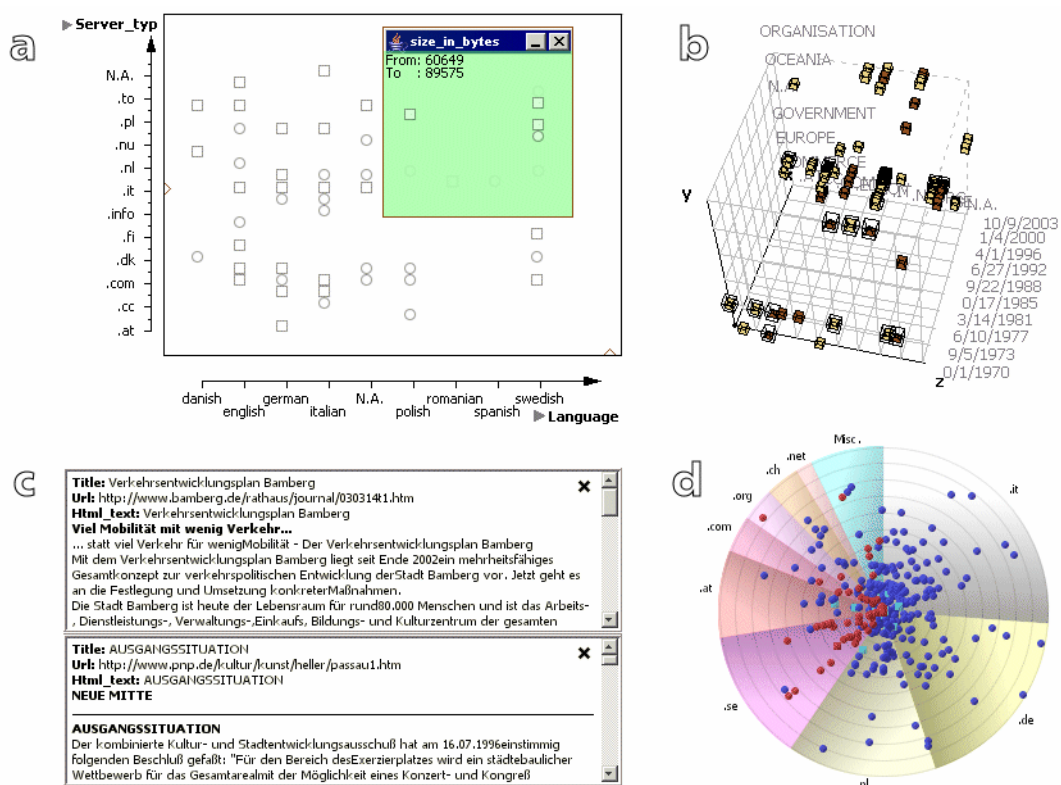 a
Server_typ
N.A.
.to
.pl
.nu
.nl
.it
.info
.fi
.dk
.com
.cc
.at
size_in_bytes
From: 60649
To : 89575
danish
english
german
italian
N.A.
polish
romanian
spanish
swedish
Language
b
ORGANISATION
OCEANIA
N.
GOVERNMENT
EUROPE
y
z
N.A.
10/9/2003
1/4/2000
4/1/1996
6/27/1992
9/22/1988
0/17/1985
3/14/1981
6/10/1977
9/5/1973
0/1/1970
c
Title: Verkehrsentwicklungsplan Bamberg
Url: http://www.bamberg.de/rathaus/journal/030314t1.htm
Html_text: Verkehrsentwicklungsplan Bamberg
Viel Mobilität mit wenig Verkehr...
... statt viel Verkehr für wenigMobilität - Der Verkehrsentwicklungsplan Bamberg
Mit dem Verkehrsentwicklungsplan Bamberg liegt seit Ende 2002ein mehrheitsfähiges
Gesamtkonzept zur verkehrspolitischen Entwicklung derStadt Bamberg vor. Jetzt geht es
an die Festlegung und Umsetzung konkreterMaßnahmen.
Die Stadt Bamberg ist heute der Lebensraum für rund80.000 Menschen und ist das Arbeits-
, Dienstleistungs-, Verwaltungs-,Einkaufs, Bildungs- und Kulturzentrum der gesamten
Title: AUSGANGSSITUATION
Url: http://www.pnp.de/kultur/kunst/heller/passau1.htm
Html_text: AUSGANGSSITUATION
NEUE MITTE
AUSGANGSSITUATION
Der kombinierte Kultur- und Stadtentwicklungsausschuß hat am 16.07.1996einstimmig
folgenden Beschluß gefaßt: "Für den Bereich desExerzierplatzes wird ein städtebaulicher
Wettbewerb für das Gesamtarealmit der Möglichkeit eines Konzert- und Kongreß
d
Misc.
.net
.ch
.org
.com
.at
.se
.it
.de